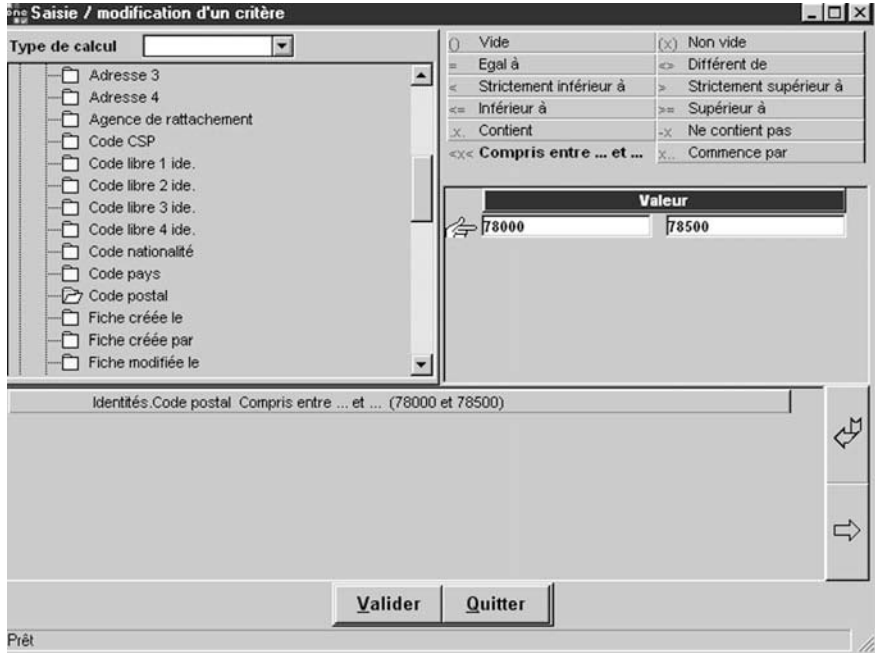 one Saisie / modification d'un critère
Type de calcul
Adresse 3
Adresse 4
Agence de rattachement
Code CSP
Code libre 1 ide.
Code libre 2 ide.
Code libre 3 ide.
Code libre 4 ide.
Code nationalité
Code pays
Code postal
Fiche créée le
Fiche créée par
Fiche modifiée le
() Vide (x) Non vide
= Egal à <> Différent de
< Strictement inférieur à > Strictement supérieur à
<= Inférieur à >= Supérieur à
.x. Contient -x Ne contient pas
<x< Compris entre ... et ... x.. Commence par
Valeur
78000 78500
Identités.Code postal Compris entre ... et ... (78000 et 78500)
Valider Quitter
Prêt